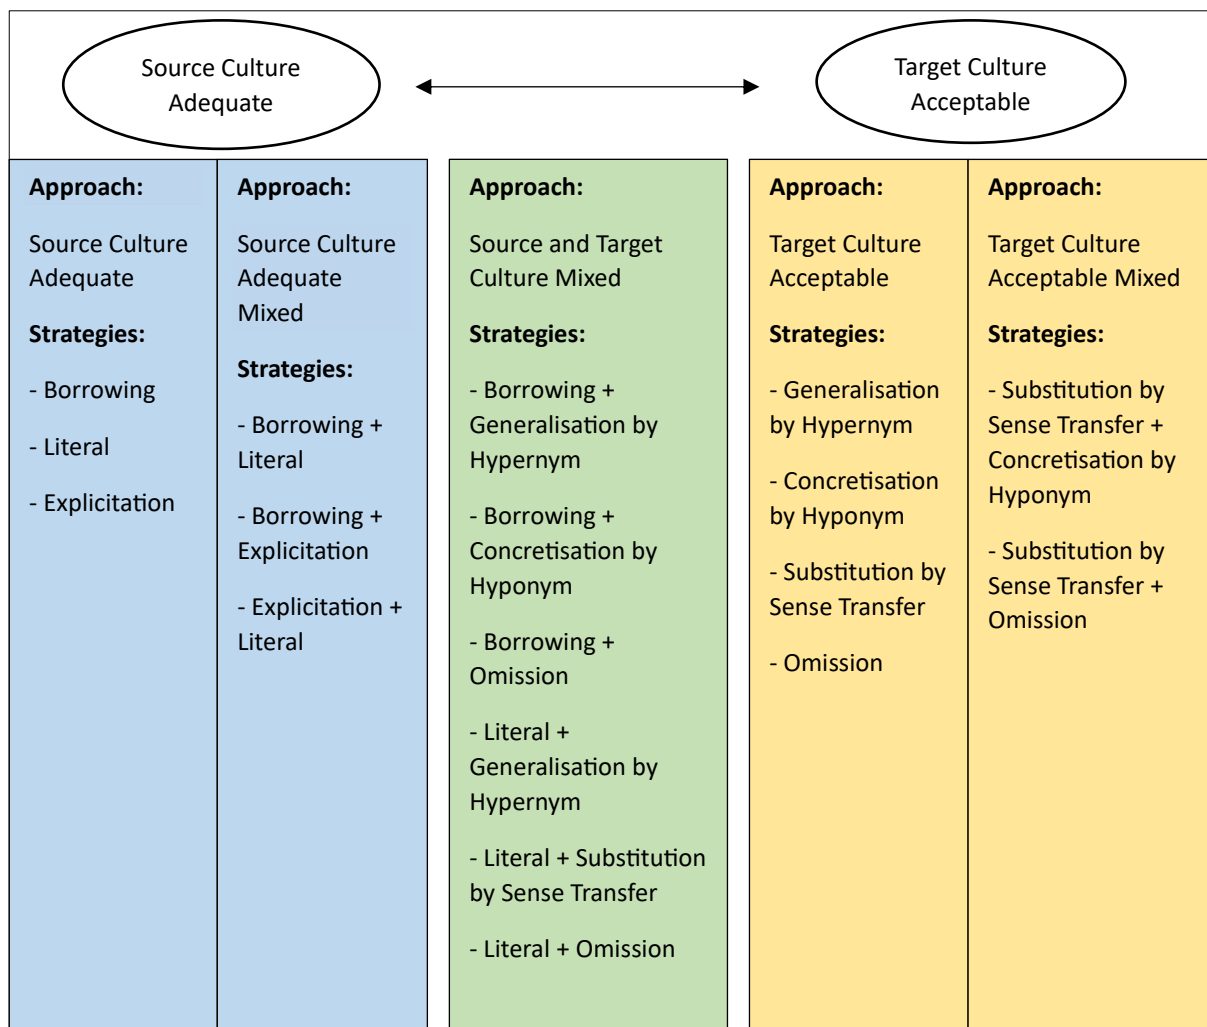 Source Culture
Adequate
Target Culture
Acceptable
Approach:
Source Culture
Adequate
Strategies:
- Borrowing
- Literal
- Explicitation
Approach:
Source Culture
Adequate
Mixed
Strategies:
- Borrowing +
Literal
- Borrowing +
Explicitation
- Explicitation +
Literal
Approach:
Source and Target
Culture Mixed
Strategies:
- Borrowing +
Generalisation by
Hypernym
- Borrowing +
Concretisation by
Hyponym
- Borrowing +
Omission
- Literal +
Generalisation by
Hypernym
- Literal + Substitution
by Sense Transfer
- Literal + Omission
Approach:
Target Culture
Acceptable
Strategies:
- Generalisation
by Hypernym
- Concretisation
by Hyponym
- Substitution by
Sense Transfer
- Omission
Approach:
Target Culture
Acceptable Mixed
Strategies:
- Substitution by
Sense Transfer +
Concretisation by
Hyponym
- Substitution by
Sense Transfer +
Omission